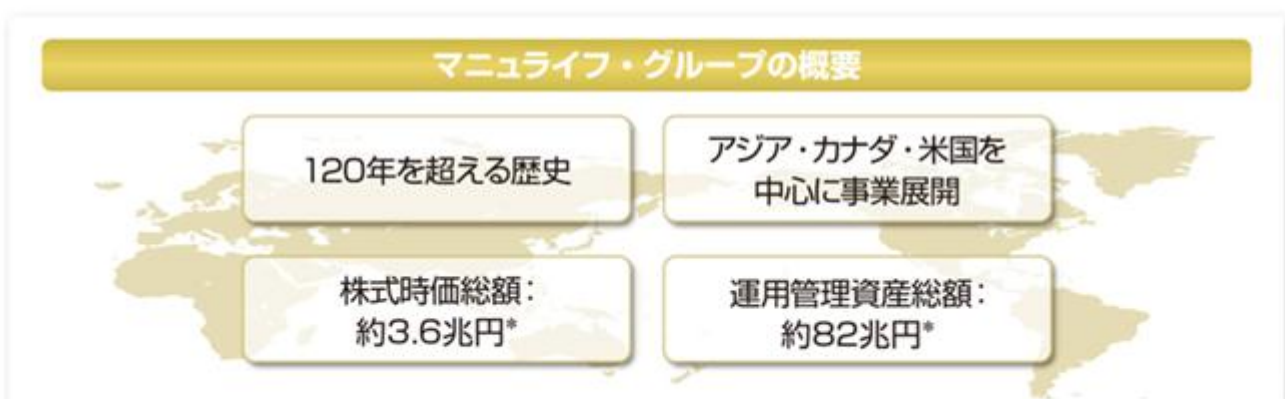 マニュライフ・グループの概要
120年を超える歴史
アジア・カナダ・米国を
中心に事業展開
株式時価総額：
約3.6兆円*
運用管理資産総額：
約82兆円*